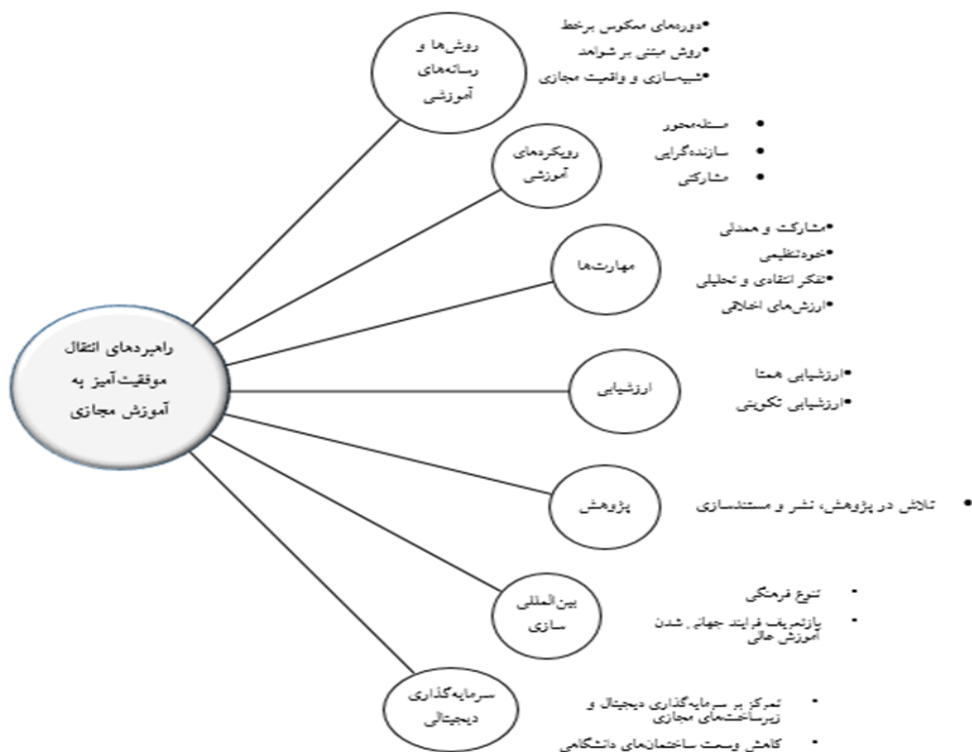 روش‌ها و
رسانه‌های
آموزشی
•دوره‌های معکوس برخط
•روش مبتنی بر شواهد
•شبیه‌سازی و واقعیت مجازی
رویکردهای
آموزشی
• مسئله‌محور
• سازنده‌گرایی
• مشارکتی
مهارت‌ها
•مشارکت و همدلی
•خودتنظیمی
•تفکر انتقادی و تحلیلی
•ارزش‌های اخلاقی
راهبردهای انتقال
موفقیت‌آمیز به
آموزش مجازی
ارزشیابی
•ارزشیابی همتا
•ارزشیابی تکوینی
پژوهش
• تلاش در پژوهش، نشر و مستندسازی
بین‌المللی
سازی
• تنوع فرهنگی
• بازتعریف فرایند جهانی شدن
آموزش عالی
سرمایه‌گذاری
دیجیتالی
• تمرکز بر سرمایه‌گذاری دیجیتال و
زیرساخت‌های مجازی
• کاهش وسعت ساختمان‌های دانشگاهی